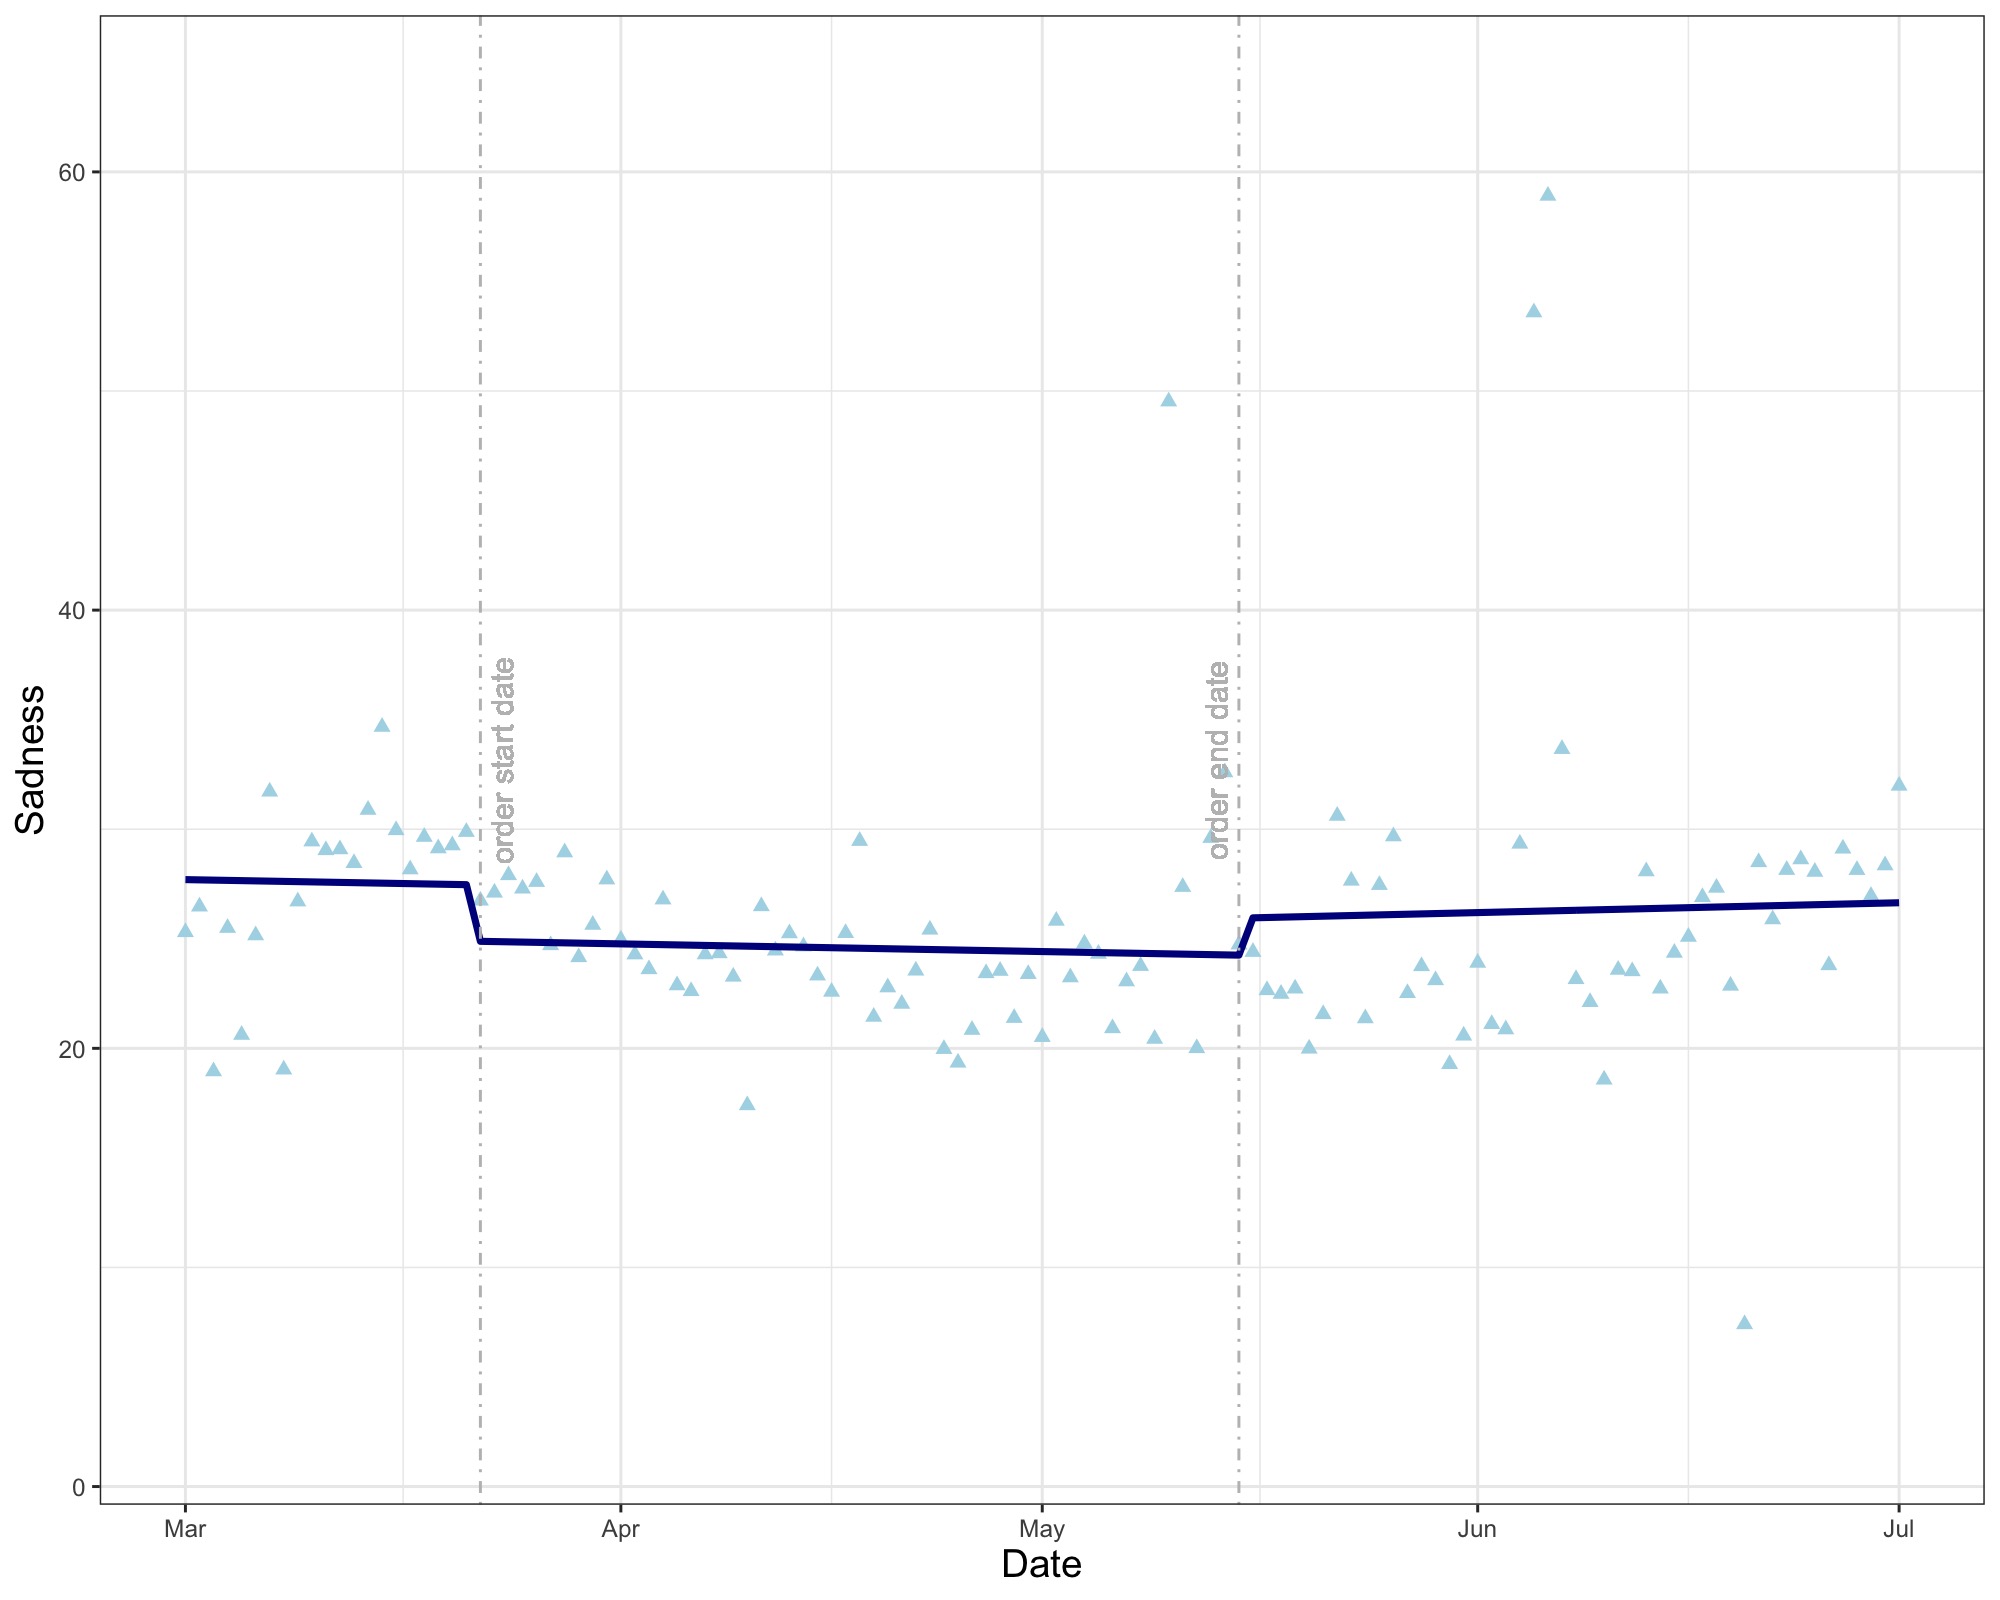 60
40
20
0
Sadness
order start date
order end date
Mar
Apr
May
Jun
Jul
Date